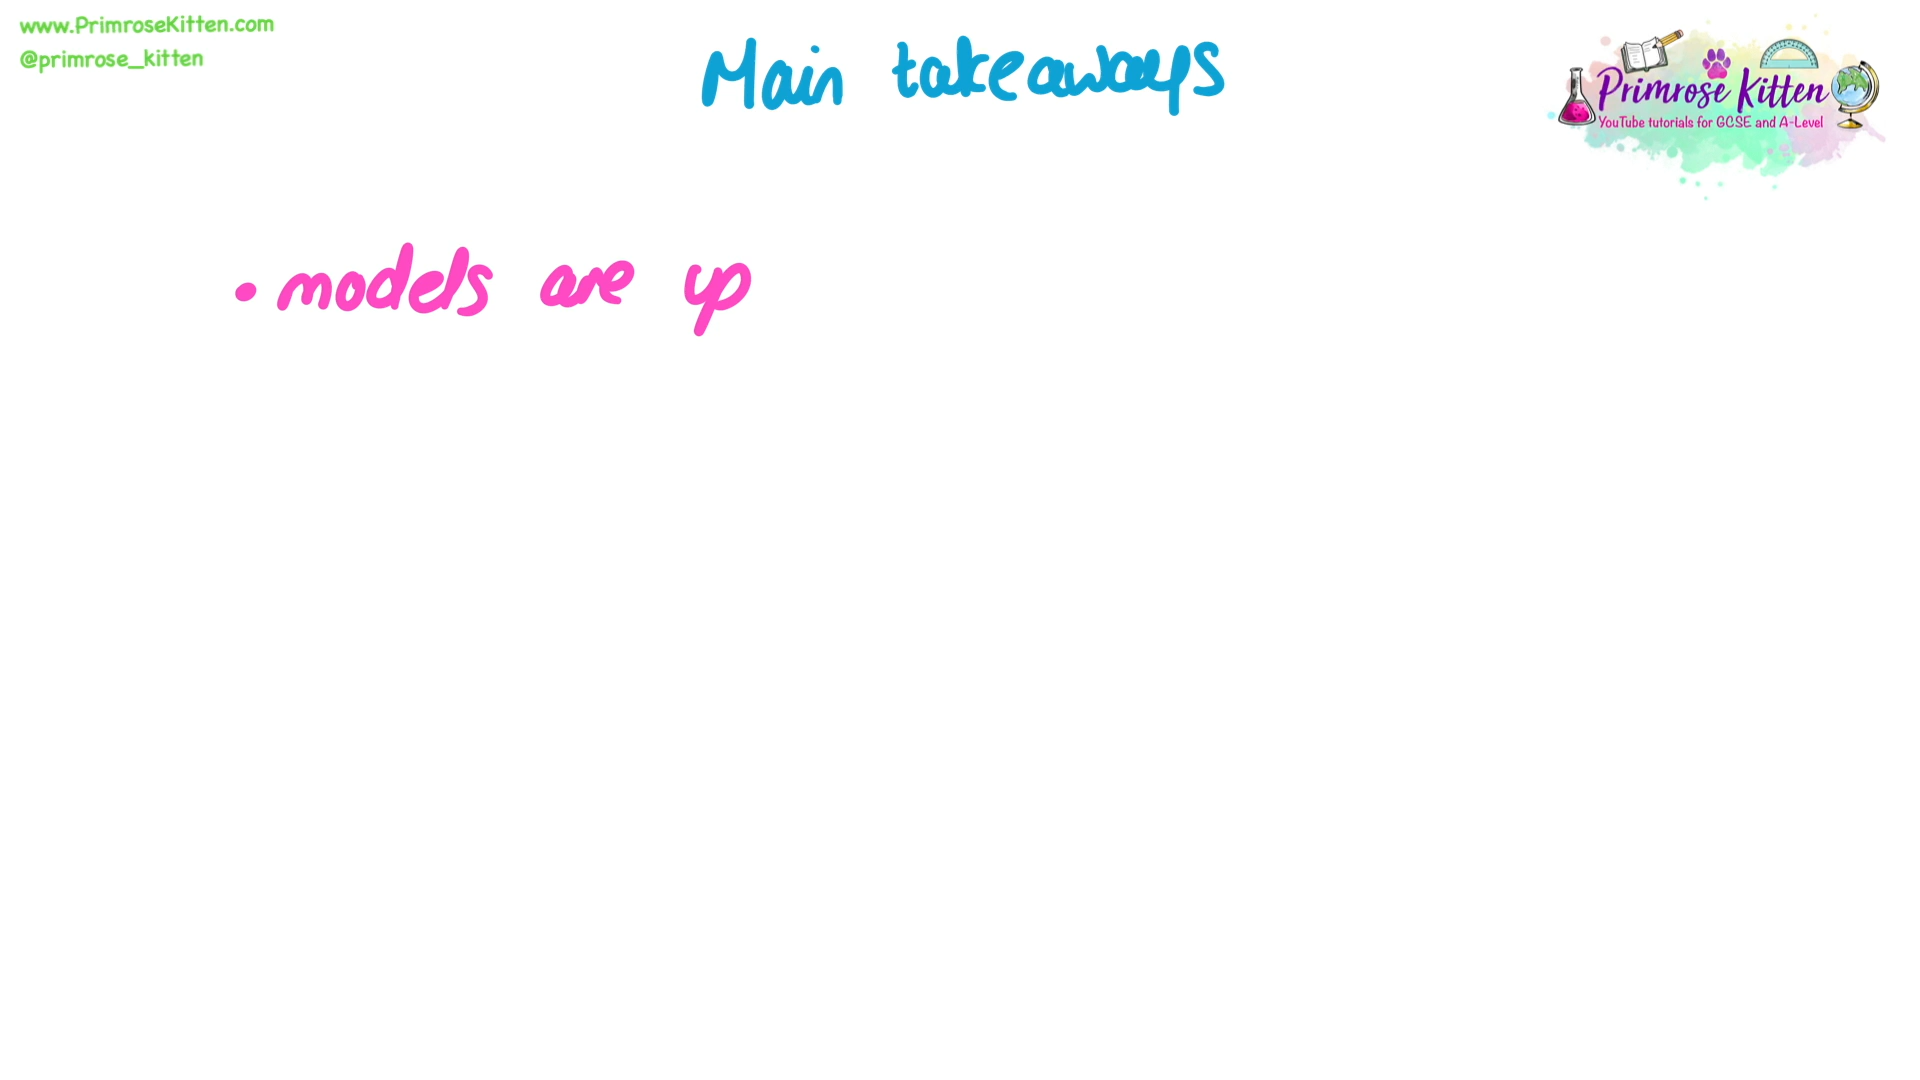 www.PrimroseKitten.com
@primrose_kitten
Main takeaways
Primrose Kitten
YouTube tutorials for GCSE and A-Level
• models are up